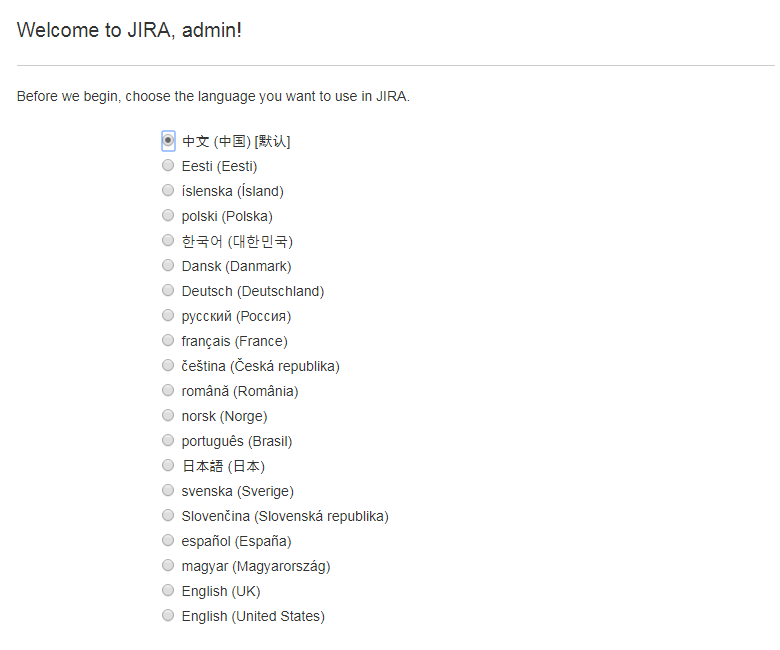 Welcome to JIRA, admin!
Before we begin, choose the language you want to use in JIRA.
中文 (中国) [默认]
Eesti (Eesti)
íslenska (Ísland)
polski (Polska)
한국어 (대한민국)
Dansk (Danmark)
Deutsch (Deutschland)
русский (Россия)
français (France)
čeština (Česká republika)
română (România)
norsk (Norge)
português (Brasil)
日本語 (日本)
svenska (Sverige)
Slovenčina (Slovenská republika)
español (España)
magyar (Magyarország)
English (UK)
English (United States)